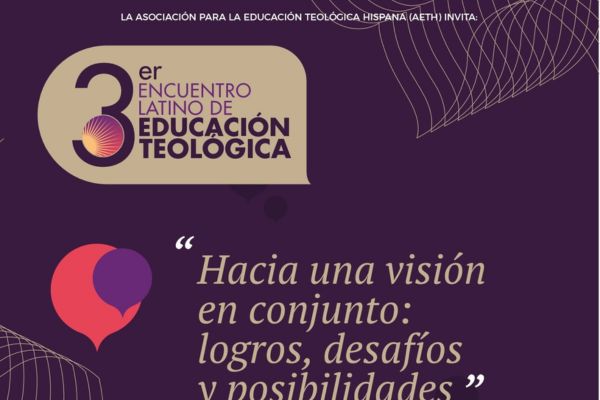 LA ASOCIACIÓN PARA LA EDUCACIÓN TEOLÓGICA HISPANA (AETH) INVITA:
3er
ENCUENTRO
LATINO DE
EDUCACIÓN
TEOLÓGICA
“Hacia una visión
en conjunto:
logros, desafíos
y posibilidades”